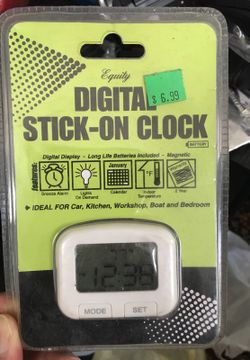 Equity
DIGITAL
$ 6.99
STICK-ON CLOCK
BATTERY
Digital Display - Long Life Batteries Included - Magnetic
features:
January
°F
Snooze Alarm
Lights
On Demand
Calendar
Indoor
Temperature
2 Year
IDEAL FOR Car, Kitchen, Workshop, Boat and Bedroom
12:36
MODE
SET